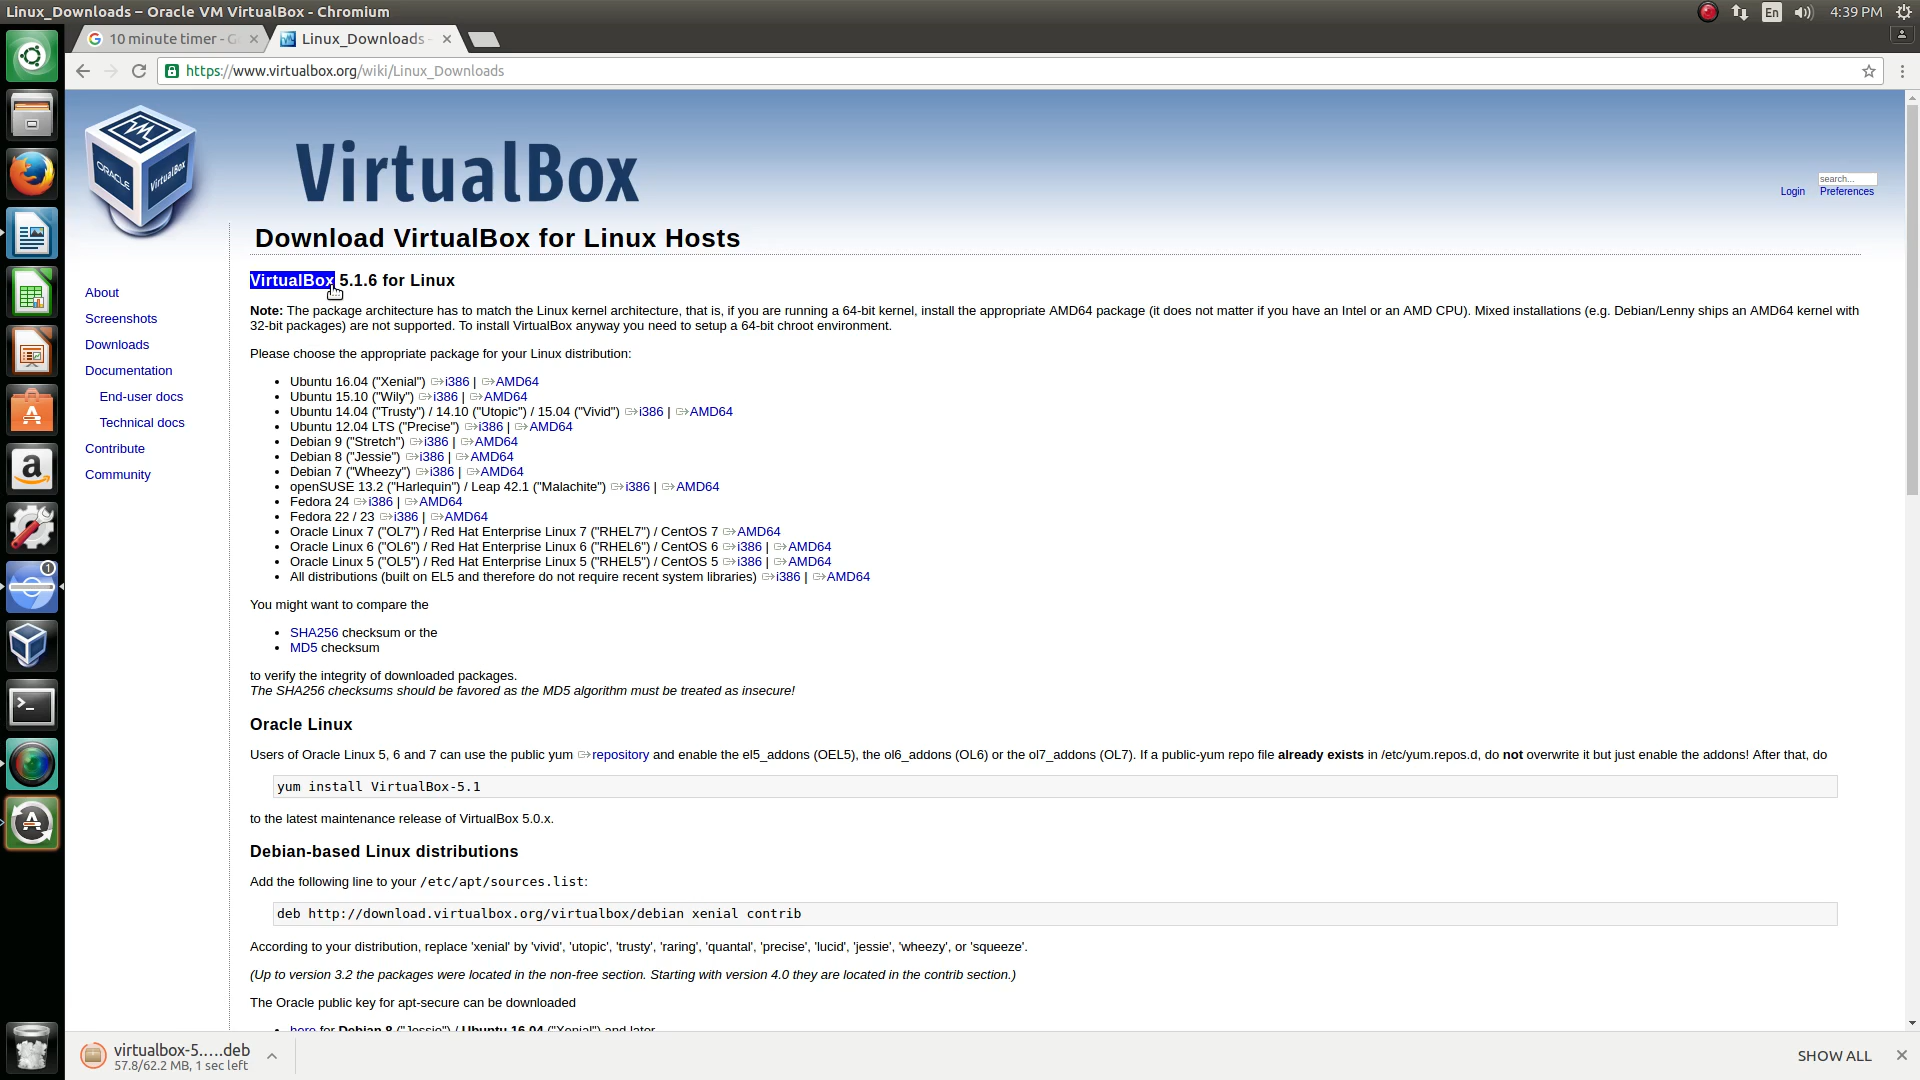 Linux_Downloads – Oracle VM VirtualBox - Chromium
En
4:39 PM
10 minute timer - G
Linux_Downloads -
https://www.virtualbox.org/wiki/Linux_Downloads
ORACLE
VirtualBox
VirtualBox
search...
Login
Preferences
Download VirtualBox for Linux Hosts
VirtualBox 5.1.6 for Linux
About
Screenshots
Downloads
Documentation
End-user docs
Technical docs
Contribute
Community
Note: The package architecture has to match the Linux kernel architecture, that is, if you are running a 64-bit kernel, install the appropriate AMD64 package (it does not matter if you have an Intel or an AMD CPU). Mixed installations (e.g. Debian/Lenny ships an AMD64 kernel with
32-bit packages) are not supported. To install VirtualBox anyway you need to setup a 64-bit chroot environment.
Please choose the appropriate package for your Linux distribution:
• Ubuntu 16.04 ("Xenial") i386 | AMD64
• Ubuntu 15.10 ("Wily") i386 | AMD64
• Ubuntu 14.04 ("Trusty") / 14.10 ("Utopic") / 15.04 ("Vivid") i386 | AMD64
• Ubuntu 12.04 LTS ("Precise") i386 | AMD64
• Debian 9 ("Stretch") i386 | AMD64
• Debian 8 ("Jessie") i386 | AMD64
• Debian 7 ("Wheezy") i386 | AMD64
• openSUSE 13.2 ("Harlequin") / Leap 42.1 ("Malachite") i386 | AMD64
• Fedora 24 i386 | AMD64
• Fedora 22 / 23 i386 | AMD64
• Oracle Linux 7 ("OL7") / Red Hat Enterprise Linux 7 ("RHEL7") / CentOS 7 AMD64
• Oracle Linux 6 ("OL6") / Red Hat Enterprise Linux 6 ("RHEL6") / CentOS 6 i386 | AMD64
• Oracle Linux 5 ("OL5") / Red Hat Enterprise Linux 5 ("RHEL5") / CentOS 5 i386 | AMD64
• All distributions (built on EL5 and therefore do not require recent system libraries) i386 | AMD64
You might want to compare the
• SHA256 checksum or the
• MD5 checksum
to verify the integrity of downloaded packages.
The SHA256 checksums should be favored as the MD5 algorithm must be treated as insecure!
Oracle Linux
Users of Oracle Linux 5, 6 and 7 can use the public yum repository and enable the el5_addons (OEL5), the ol6_addons (OL6) or the ol7_addons (OL7). If a public-yum repo file already exists in /etc/yum.repos.d, do not overwrite it but just enable the addons! After that, do
yum install VirtualBox-5.1
to the latest maintenance release of VirtualBox 5.0.x.
Debian-based Linux distributions
Add the following line to your /etc/apt/sources.list:
deb http://download.virtualbox.org/virtualbox/debian xenial contrib
According to your distribution, replace 'xenial' by 'vivid', 'utopic', 'trusty', 'raring', 'quantal', 'precise', 'lucid', 'jessie', 'wheezy', or 'squeeze'.
(Up to version 3.2 the packages were located in the non-free section. Starting with version 4.0 they are located in the contrib section.)
The Oracle public key for apt-secure can be downloaded
• here for Debian 8 ("Jessie") / Ubuntu 16.04 ("Xenial") and later
virtualbox-5.....deb
57.8/62.2 MB, 1 sec left
SHOW ALL
1